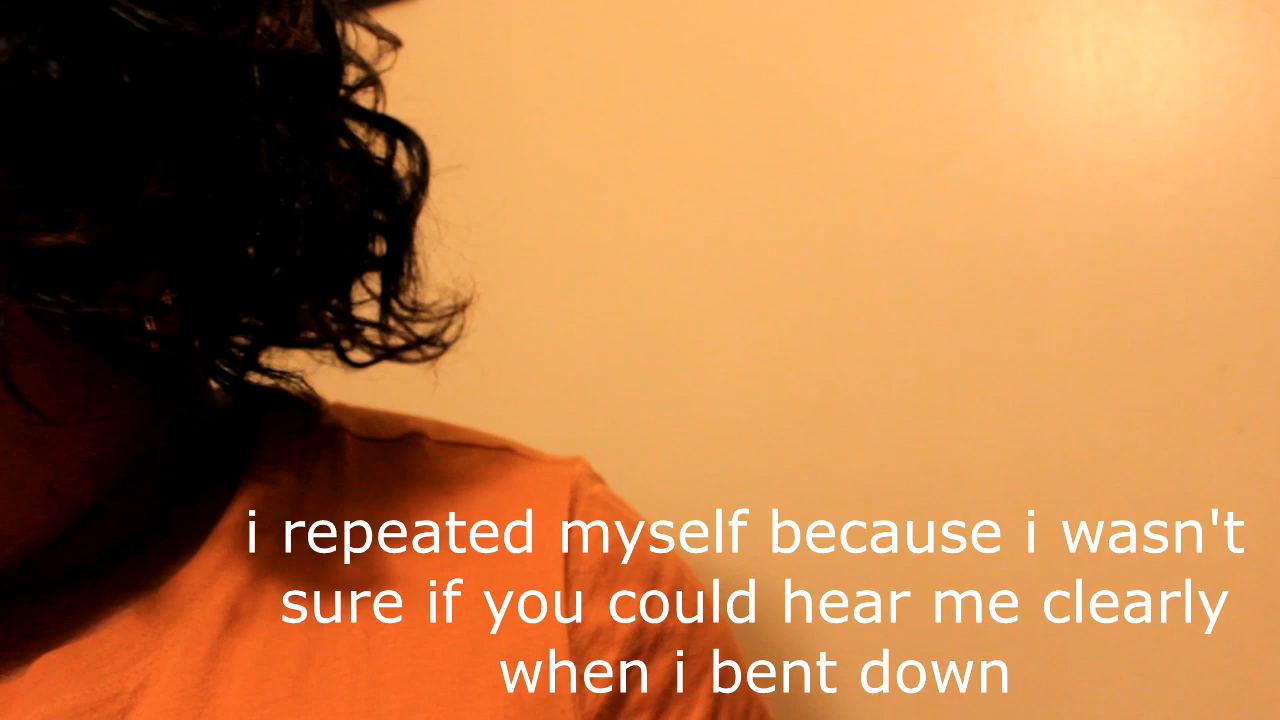 i repeated myself because i wasn't
sure if you could hear me clearly
when i bent down